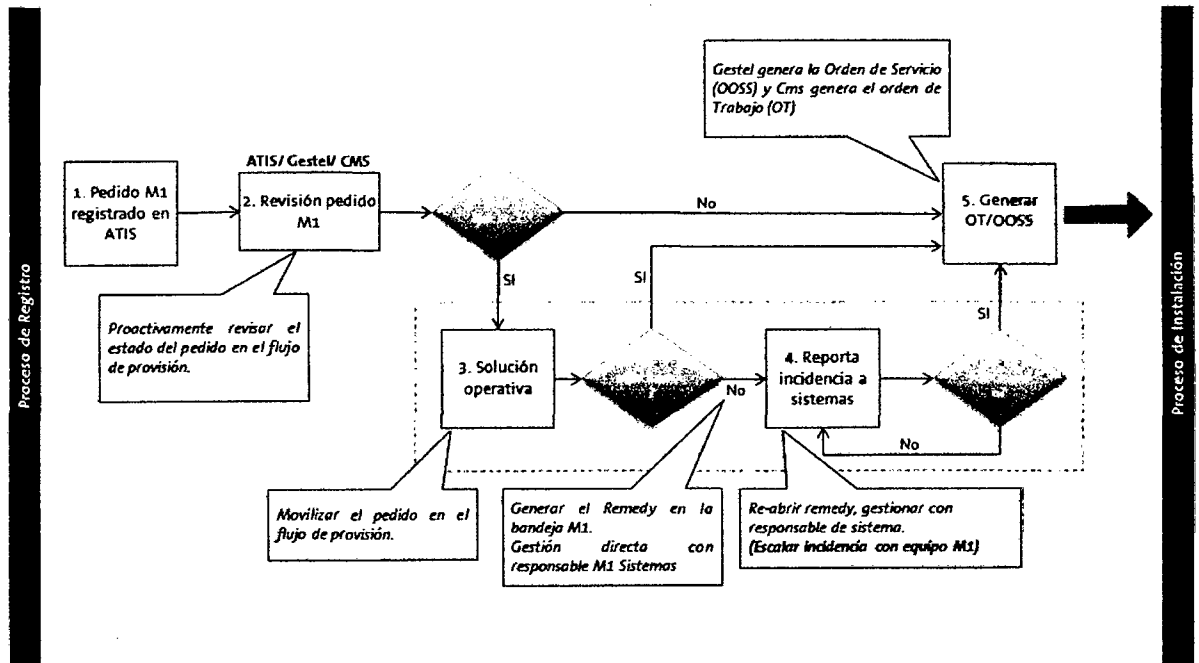 Proceso de Registro
Gestel genera la Orden de Servicio
(OOSS) y Cms genera el orden de
Trabajo (OT)
ATIS/ Gestel/ CMS
1. Pedido M1
registrado en
ATIS
2. Revisión pedido
M1
No
5. Generar
OT/OOSS
SI
SI
SI
Proactivamente revisar el
estado del pedido en el flujo
de provisión.
3. Solución
operativa
No
4. Reporta
incidencia a
sistemas
No
Movilizar el pedido en el
flujo de provisión.
Generar el Remedy en la
bandeja M1.
Gestión directa con
responsable M1 Sistemas
Re-abrir remedy, gestionar con
responsable de sistema.
(Escalar incidencia con equipo M1)
Proceso de Instalación